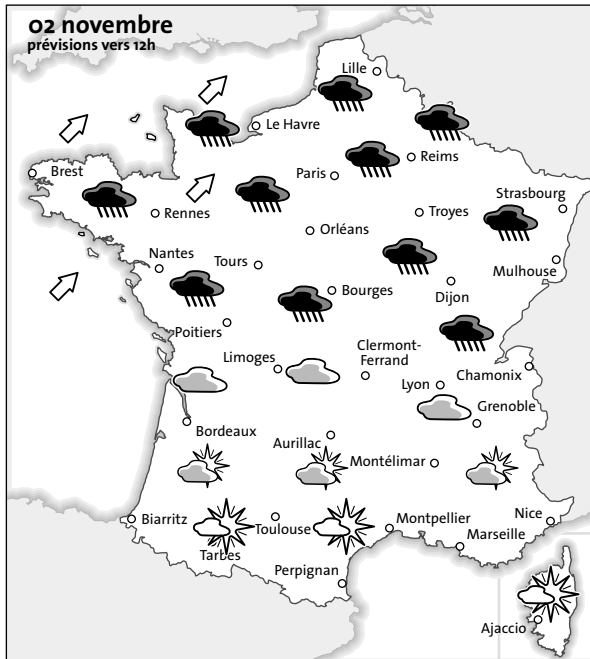 02 novembre
prévisions vers 12h
Lille
Le Havre
Paris
Reims
Brest
Rennes
Strasbourg
Troyes
Orléans
Nantes
Tours
Mulhouse
Bourges
Dijon
Poitiers
Clermont-
Ferrand
Limoges
Lyon
Chamonix
Grenoble
Bordeaux
Aurillac
Montélimar
Biarritz
Toulouse
Montpellier
Nice
Marseille
Tarbes
Perpignan
Ajaccio